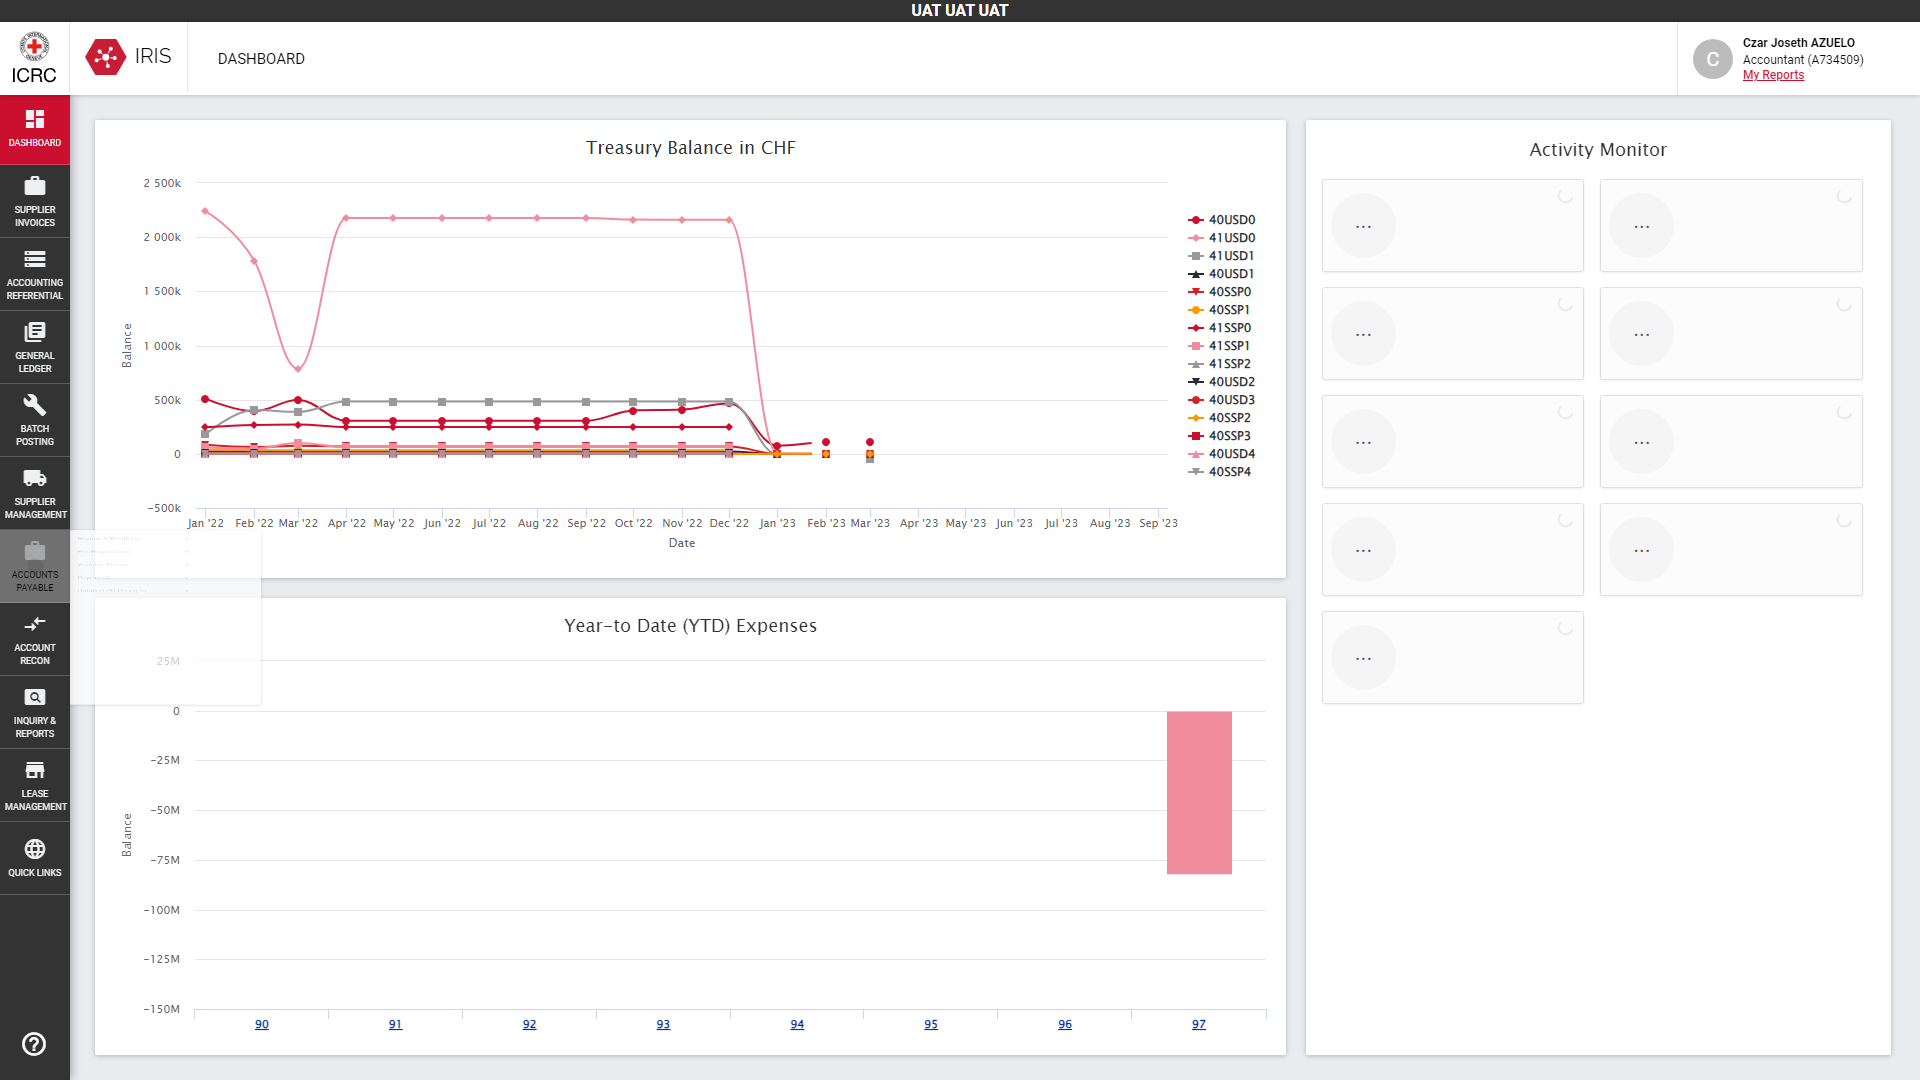 UAT UAT UAT
ICRC
IRIS
DASHBOARD
C
Czar Joseth AZUELO
Accountant (A734509)
My Reports
DASHBOARD
SUPPLIER
INVOICES
ACCOUNTING
REFERENTIAL
GENERAL
LEDGER
BATCH
POSTING
SUPPLIER
MANAGEMENT
ACCOUNTS
PAYABLE
ACCOUNT
RECON
INQUIRY &
REPORTS
LEASE
MANAGEMENT
QUICK LINKS
Treasury Balance in CHF
2 500k
2 000k
1 500k
1 000k
500k
0
−500k
Balance
Jan '22 Feb '22 Mar '22 Apr '22 May '22 Jun '22 Jul '22 Aug '22 Sep '22 Oct '22 Nov '22 Dec '22 Jan '23 Feb '23 Mar '23 Apr '23 May '23 Jun '23 Jul '23 Aug '23 Sep '23
Date
40USD0
41USD0
41USD1
40USD1
40SSP0
40SSP1
41SSP0
41SSP1
41SSP2
40USD2
40USD3
40SSP2
40SSP3
40USD4
40SSP4
Year−to Date (YTD) Expenses
25M
0
−25M
−50M
−75M
−100M
−125M
−150M
Balance
90 91 92 93 94 95 96 97
Activity Monitor
...
...
...
...
...
...
...
...
...